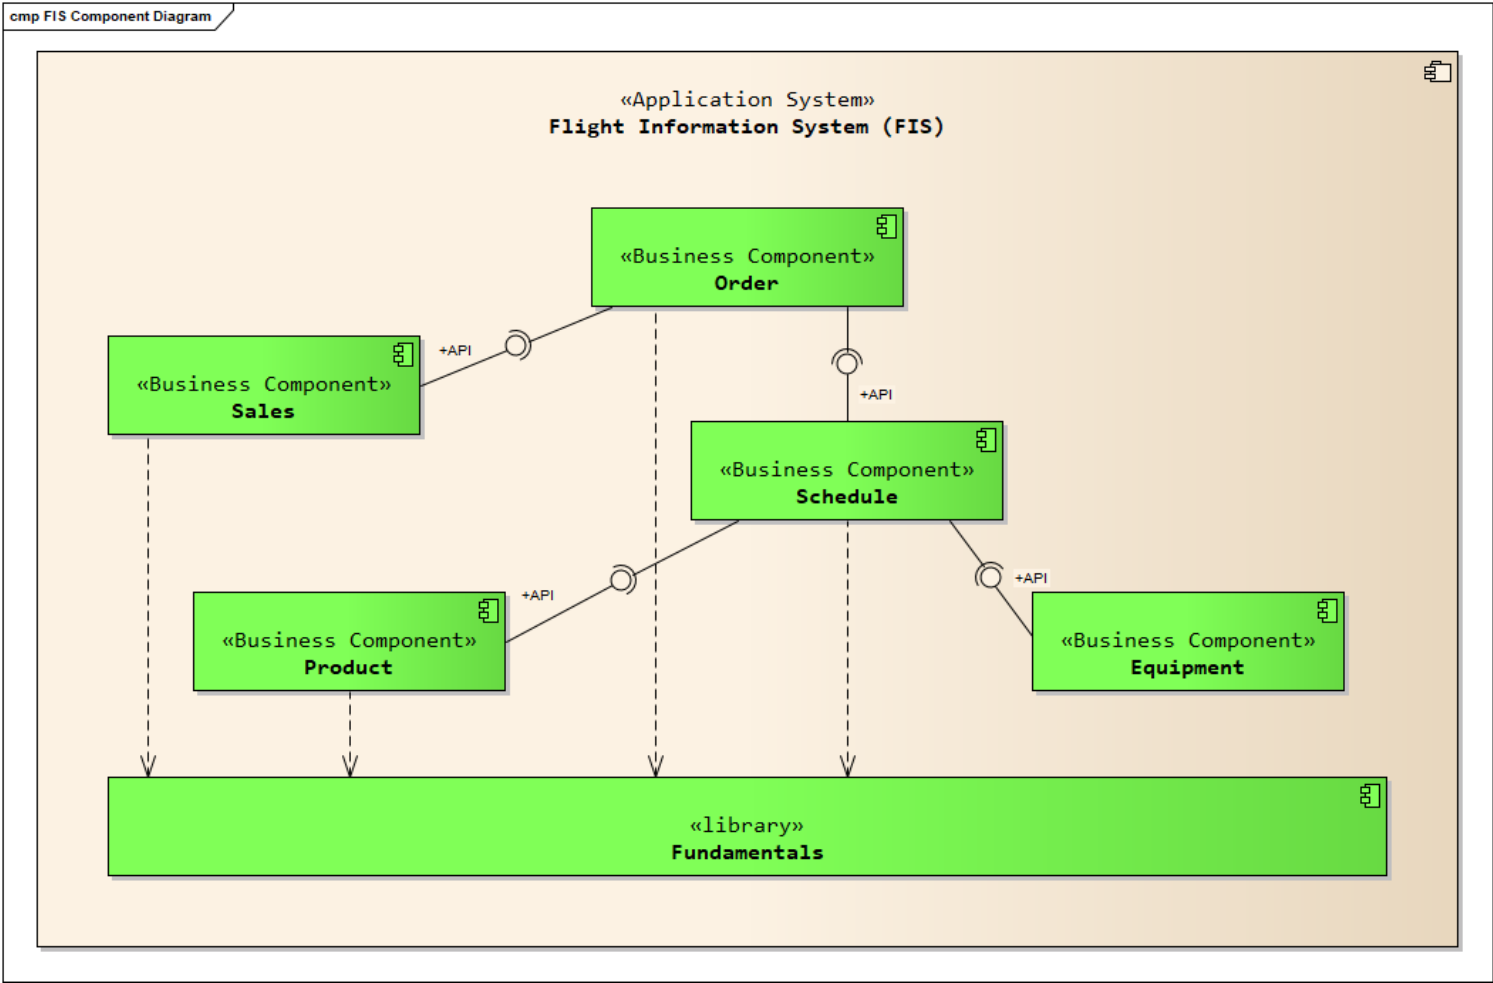 cmp FIS Component Diagram
«Application System»
Flight Information System (FIS)
«Business Component»
Order
+API
«Business Component»
Sales
+API
«Business Component»
Schedule
+API
+API
«Business Component»
Product
«Business Component»
Equipment
«library»
Fundamentals